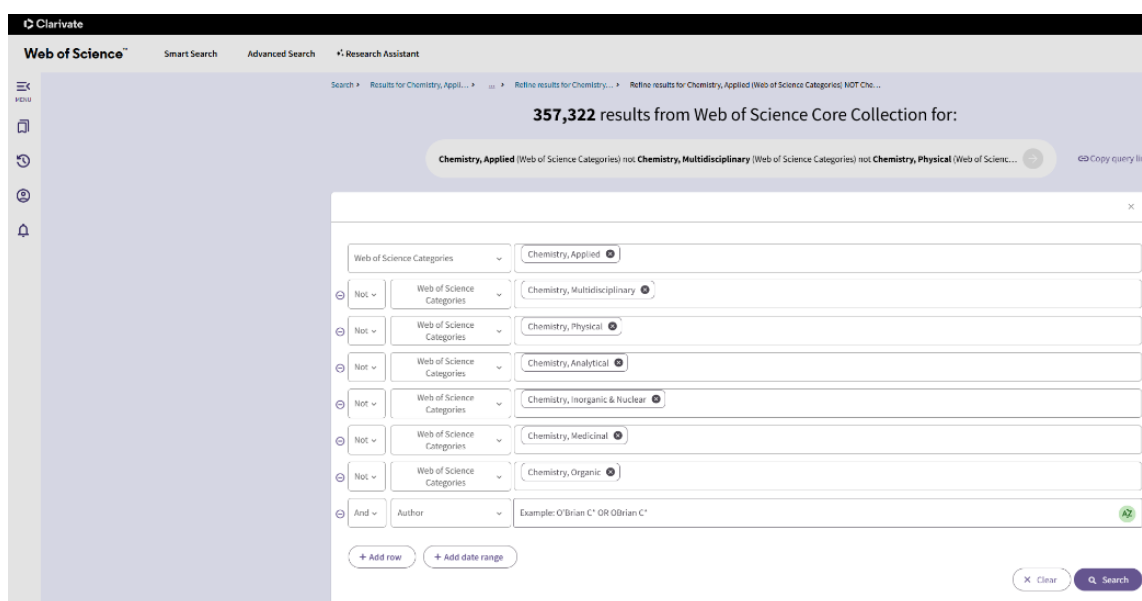 Clarivate
Web of Science™ Smart Search Advanced Search Research Assistant
MENU
Search > Results for Chemistry, Appli... > ... > Refine results for Chemistry... > Refine results for Chemistry, Applied (Web of Science Categories) NOT Che...
357,322 results from Web of Science Core Collection for:
Chemistry, Applied (Web of Science Categories) not Chemistry, Multidisciplinary (Web of Science Categories) not Chemistry, Physical (Web of Scienc...
Copy query li
Web of Science Categories Chemistry, Applied
Not Web of Science Categories Chemistry, Multidisciplinary
Not Web of Science Categories Chemistry, Physical
Not Web of Science Categories Chemistry, Analytical
Not Web of Science Categories Chemistry, Inorganic & Nuclear
Not Web of Science Categories Chemistry, Medicinal
Not Web of Science Categories Chemistry, Organic
And Author Example: O'Brian C* OR OBrian C*
AZ
+ Add row + Add date range
× Clear Search